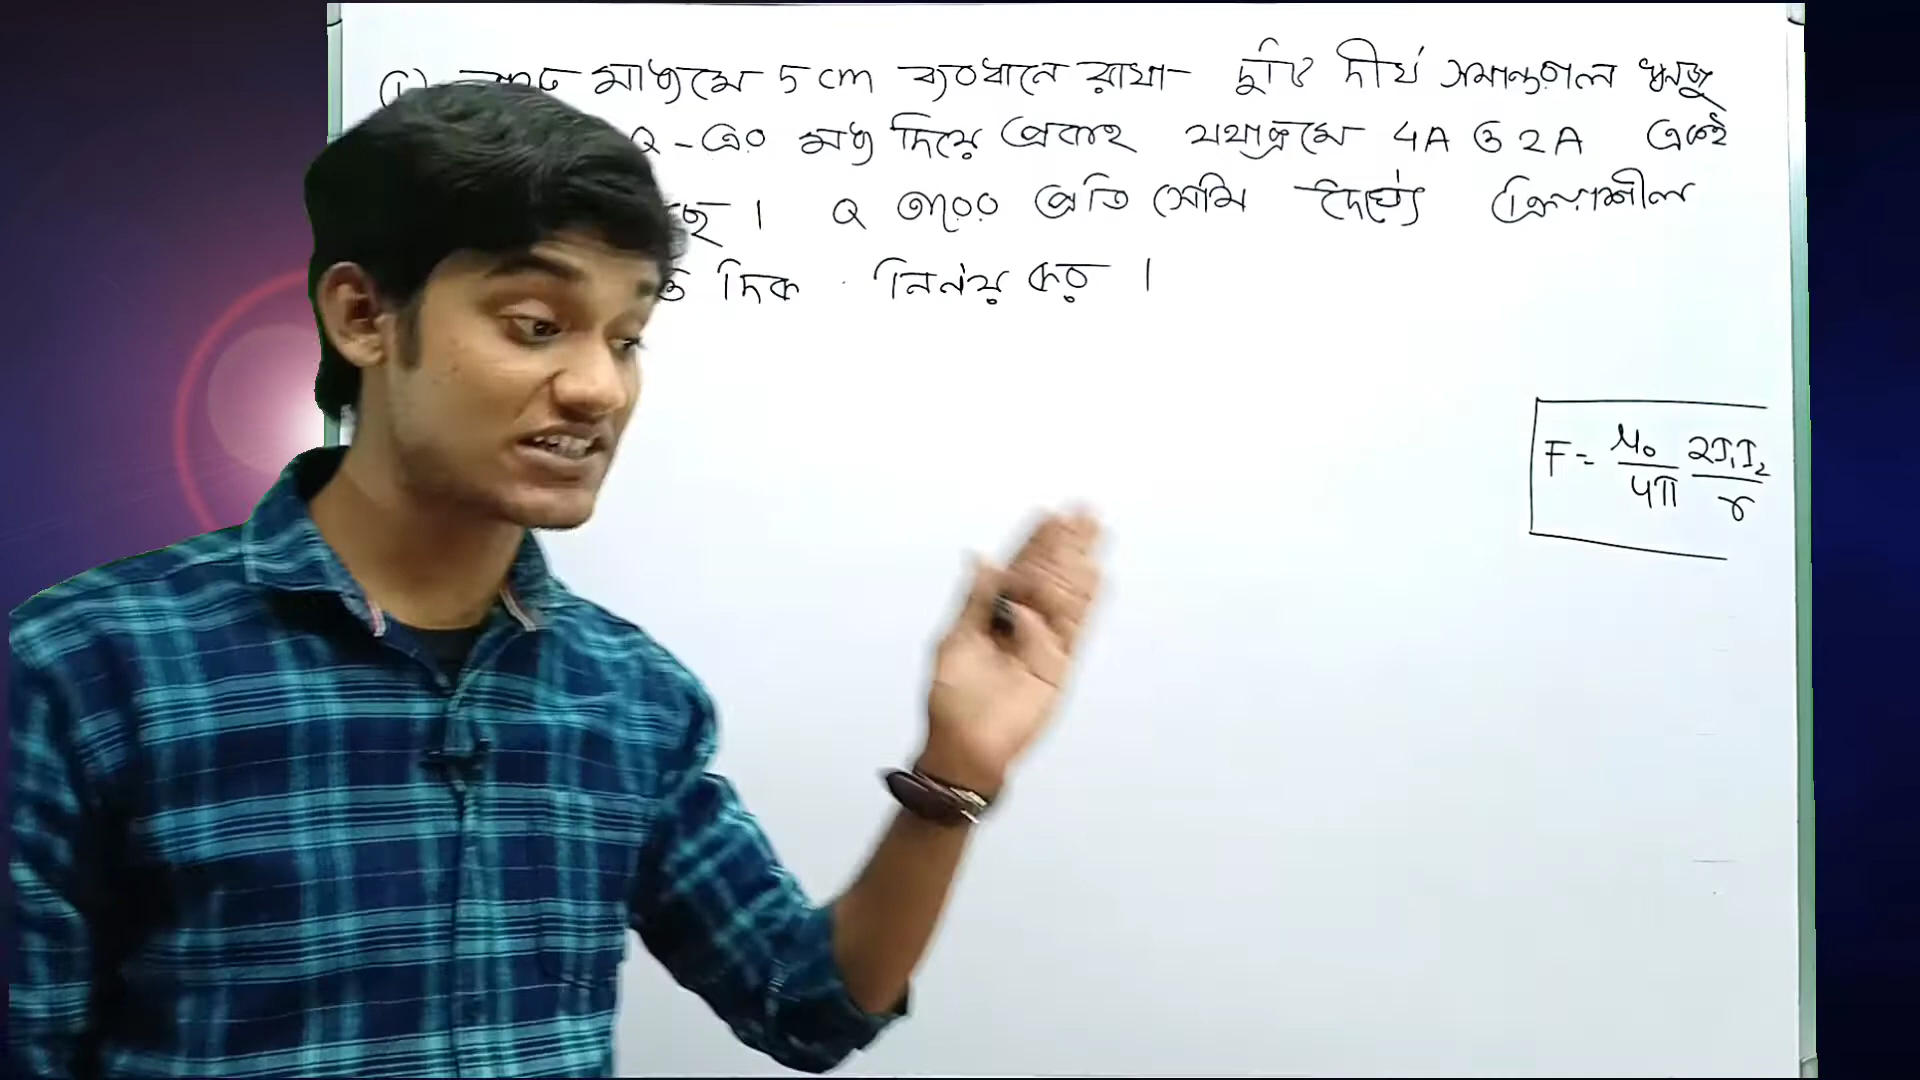 মাধ্যমে 5 cm ব্যবধানে রাখা দুটি দীর্ঘ সমান্তরাল ঋজু
Q-এর মধ্য দিয়ে প্রবাহ যথাক্রমে 4A ও 2A একই
ছে। Q তারের প্রতি সেমি দৈর্ঘ্যে ক্রিয়াশীল
ও দিক নির্ণয় কর।
F = μ₀/4π 2I₁I₂/r